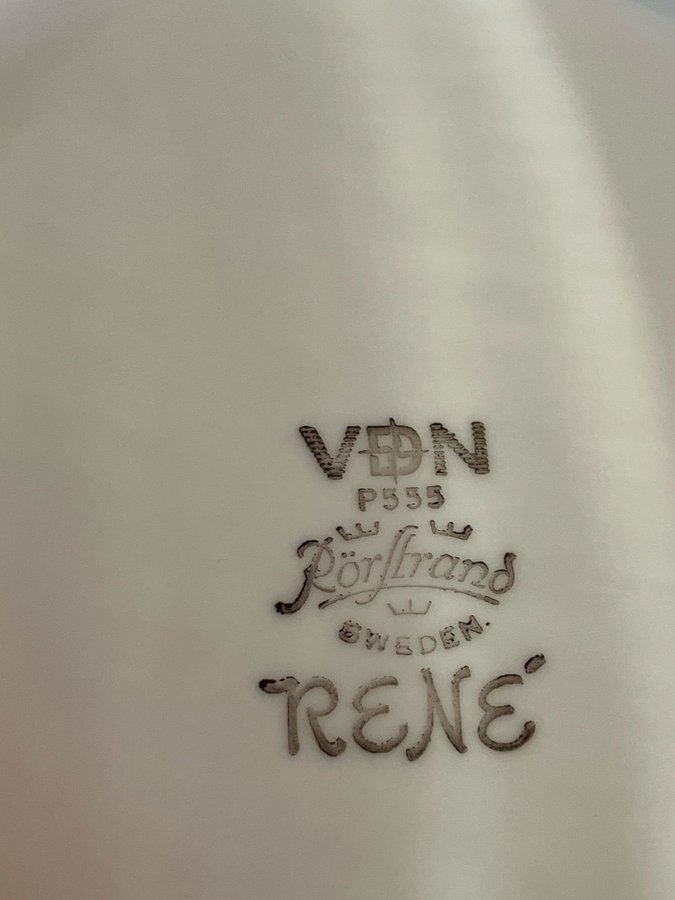 VDN
P555
Rörstrand
SWEDEN.
RENÉ